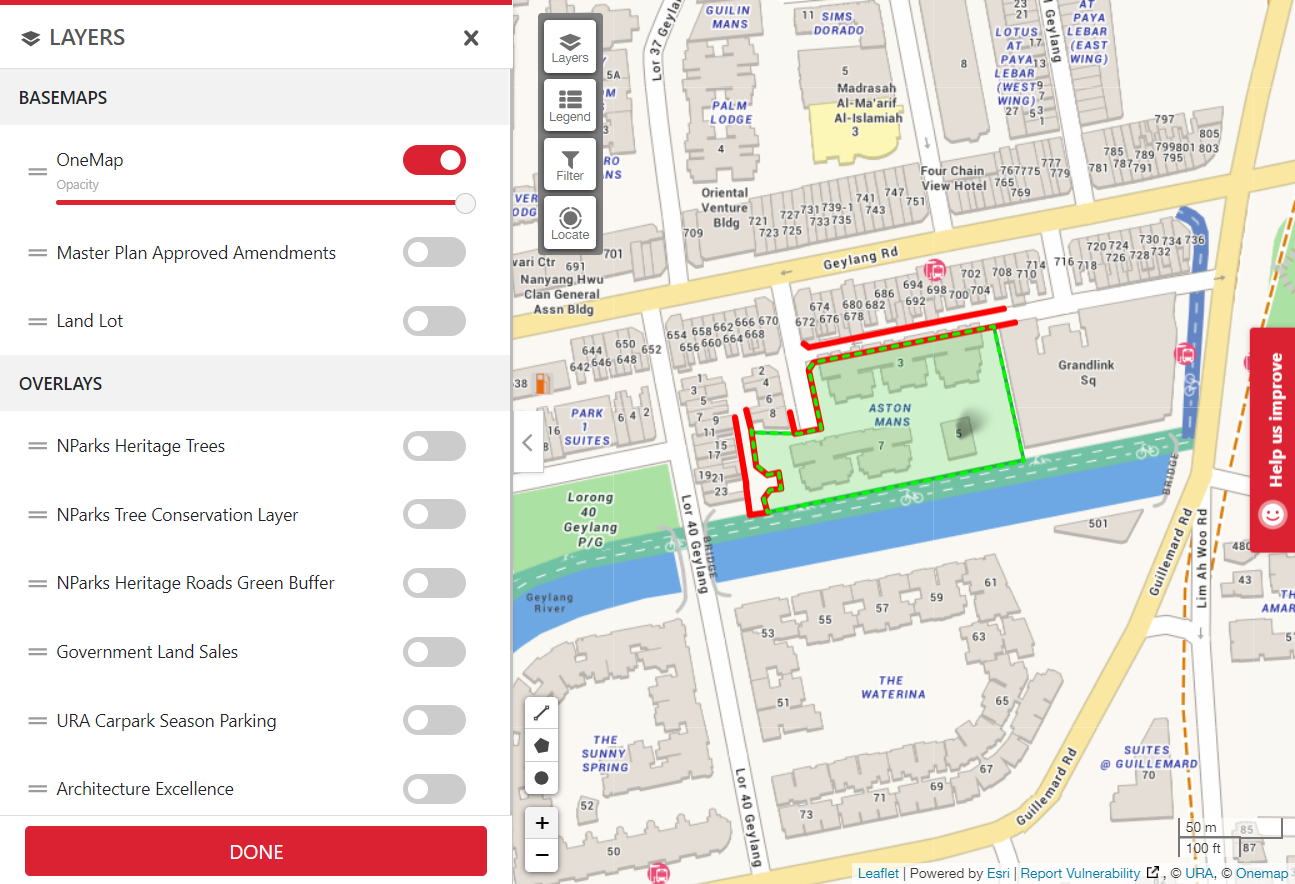 LAYERS
BASEMAPS
OneMap
Opacity
Master Plan Approved Amendments
Land Lot
OVERLAYS
NParks Heritage Trees
NParks Tree Conservation Layer
NParks Heritage Roads Green Buffer
Government Land Sales
URA Carpark Season Parking
Architecture Excellence
DONE
Layers
Legend
Filter
Locate
Lor 37 Geylang
GUILIN
MANS
11
SIMS
DORADO
23
21
Geylang
AT
PAYA
LEBAR
(EAST
WING)
LOTUS
AT
PAYA
LEBAR
(WEST
WING)
17
13
9
7
27
53
5
1
5A
3
5
8
Madrasah
Al-Ma'arif
Al-Islamiah
3
PALM
LODGE
4
797
805
785
789
799
801
803
781
787
791
795
Four Chain
View Hotel
767
775
777
779
765
769
Oriental
Venture
Bldg
709
721
727
731
739-1
741
747
751
723
725
733
735
743
701
691
Nanyang Hwu
Clan General
Assn Bldg
Geylang Rd
720
724
730
734
736
726
728
732
714
716
718
702
708
710
694
698
700
704
686
692
674
680
682
672
676
678
654
658
662
666
670
656
660
664
668
644
650
652
642
646
648
38
PARK
1
SUITES
16
8
6
4
2
1
3
5
7
9
11
15
17
19
21
23
2
4
6
8
3
ASTON
MANS
7
5
Grandlink
Sq
Lorong
40
Geylang
P/G
Lor 40 Geylang
BRIDGE
BRIDGE
Geylang
River
501
Guillemard Rd
Lim Ah Woo Rd
480
43
53
55
57
59
61
63
65
67
69
71
73
51
THE
WATERINA
THE
SUNNY
SPRING
52
50
Lor 40 Geylang
Guillemard Rd
SUITES
@ GUILLEMARD
70
85
87
Help us improve
+
−
50 m
100 ft
Leaflet | Powered by Esri | Report Vulnerability , © URA, © Onemap